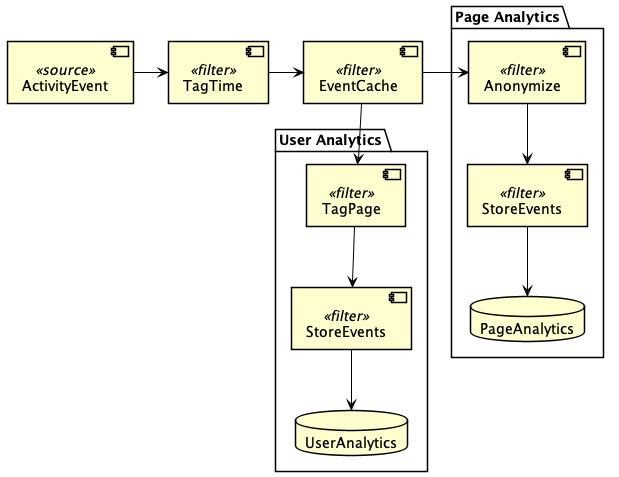 Page Analytics
«source»
ActivityEvent
«filter»
TagTime
«filter»
EventCache
«filter»
Anonymize
User Analytics
«filter»
TagPage
«filter»
StoreEvents
«filter»
StoreEvents
PageAnalytics
UserAnalytics